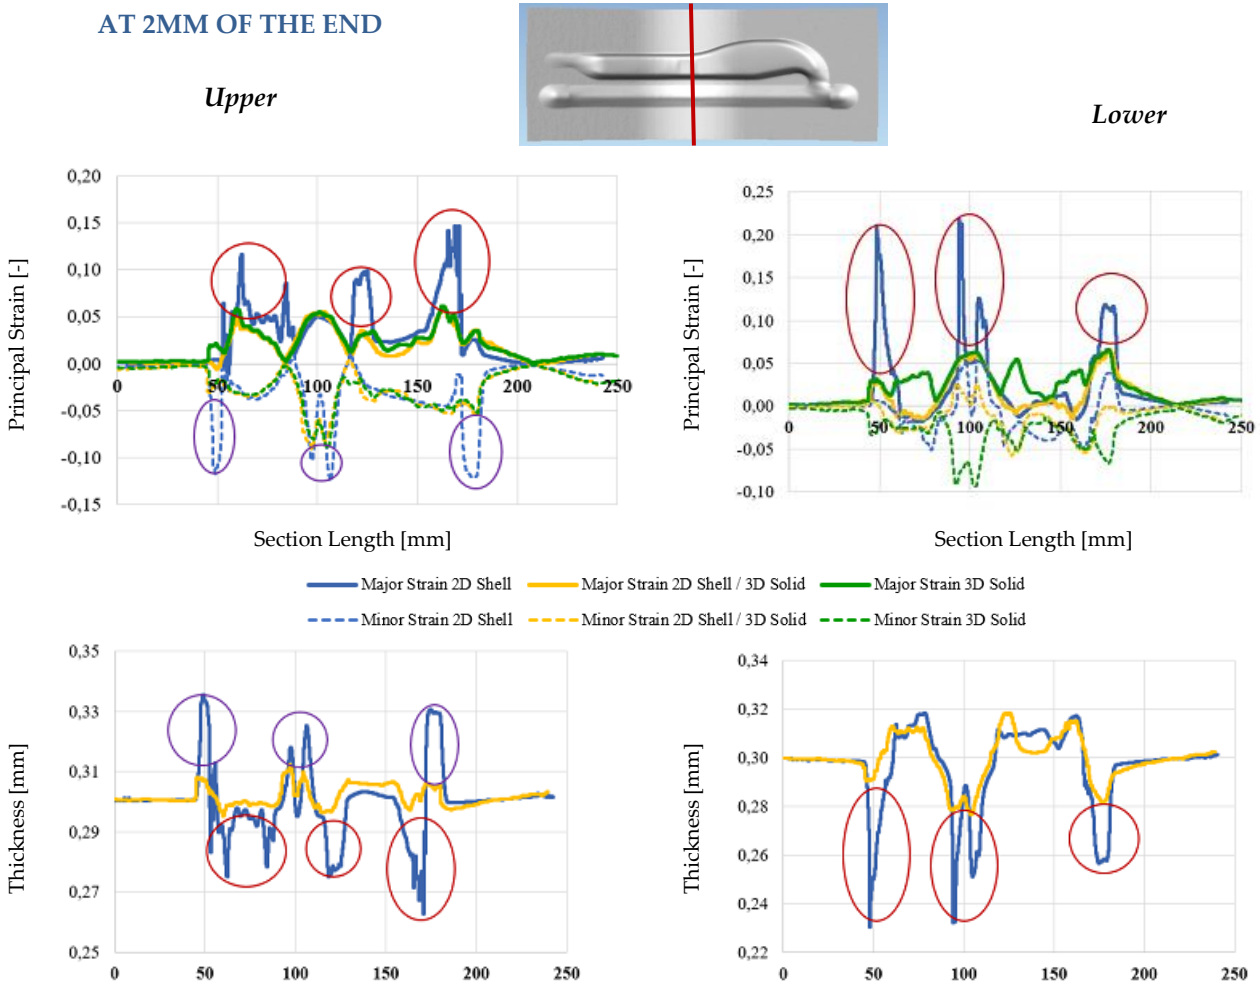 AT 2MM OF THE END
Upper
Lower
Principal Strain [-]
0,20
0,15
0,10
0,05
0,00
-0,05
-0,10
-0,15
0 50 100 150 200 250
Section Length [mm]
Principal Strain [-]
0,25
0,20
0,15
0,10
0,05
0,00
-0,05
-0,10
0 50 100 150 200 250
Section Length [mm]
Major Strain 2D Shell Major Strain 2D Shell / 3D Solid Major Strain 3D Solid
Minor Strain 2D Shell Minor Strain 2D Shell / 3D Solid Minor Strain 3D Solid
Thickness [mm]
0,35
0,33
0,31
0,29
0,27
0,25
0 50 100 150 200 250
Thickness [mm]
0,34
0,32
0,30
0,28
0,26
0,24
0,22
0 50 100 150 200 250